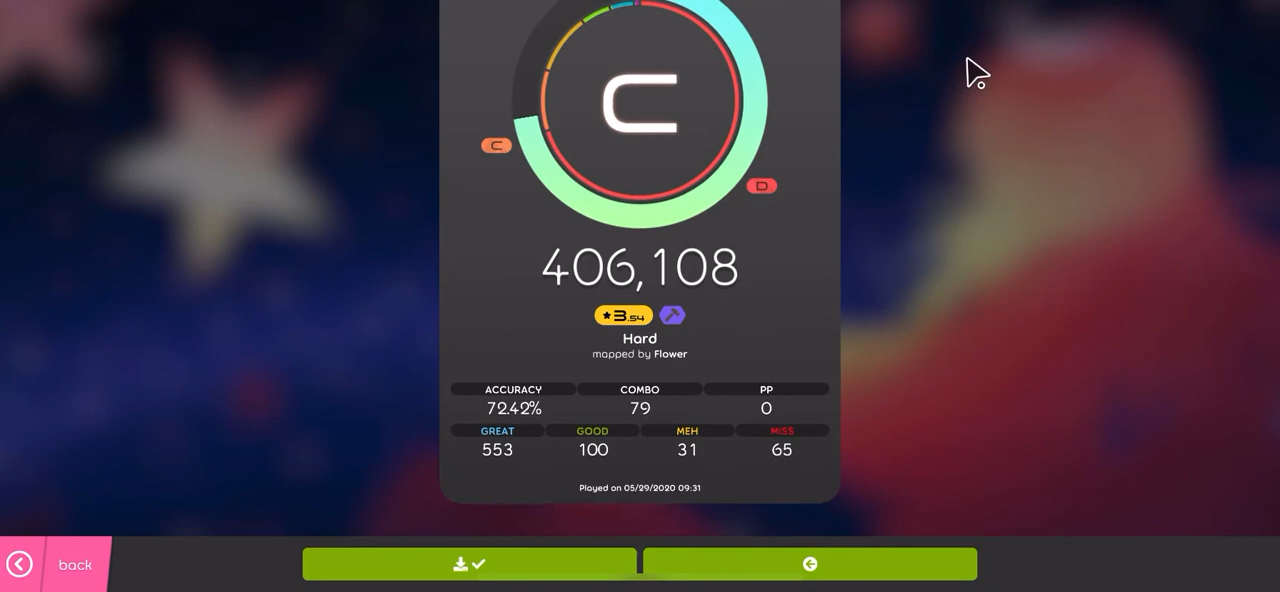 C
C
D
406,108
3.54
Hard
mapped by Flower
ACCURACY COMBO PP
72.42% 79 0
GREAT GOOD MEH MISS
553 100 31 65
Played on 05/29/2020 09:31
back